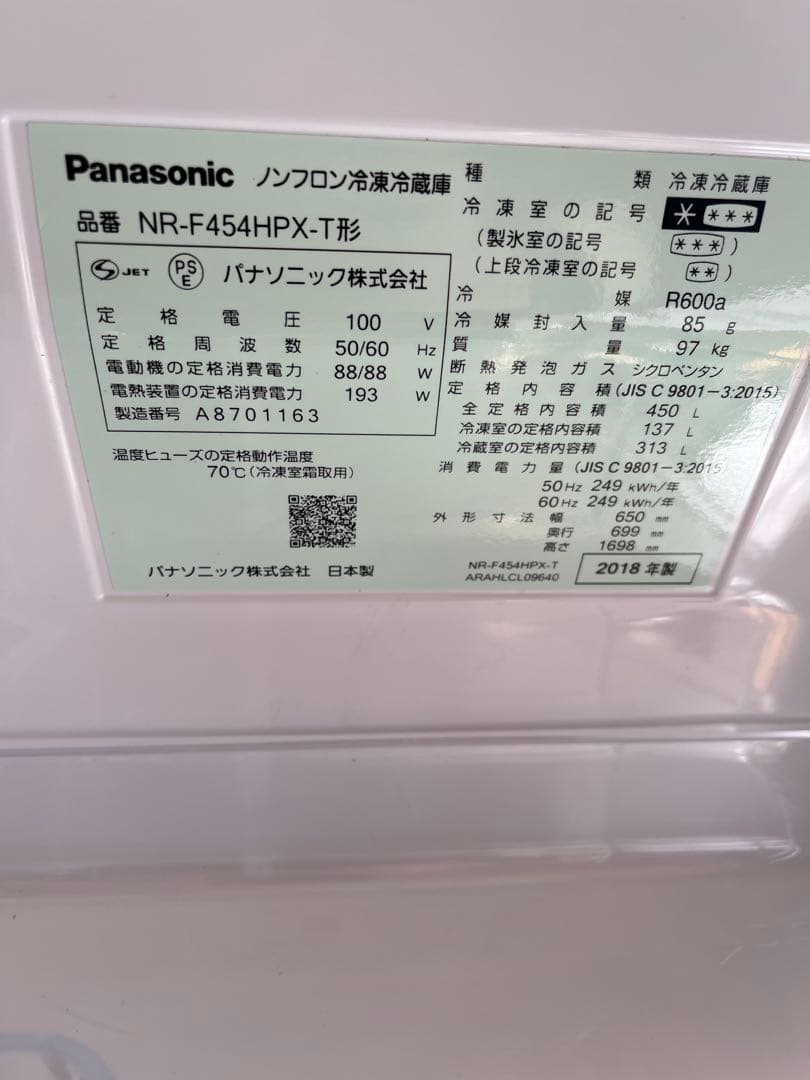 Panasonic ノンフロン冷凍冷蔵庫
品番 NR-F454HPX-T形
S JET PS E パナソニック株式会社
定格電圧 100 V
定格周波数 50/60 Hz
電動機の定格消費電力 88/88 W
電熱装置の定格消費電力 193 W
製造番号 A8701163
温度ヒューズの定格動作温度
70℃(冷凍室霜取用)
パナソニック株式会社 日本製
種類 冷凍冷蔵庫
冷凍室の記号 * ***
(製氷室の記号 ***)
(上段冷凍室の記号 **)
冷媒 R600a
冷媒封入量 85 g
質量 97 kg
断熱発泡ガス シクロペンタン
定格内容積 (JIS C 9801-3:2015)
全定格内容積 450 L
冷凍室の定格内容積 137 L
冷蔵室の定格内容積 313 L
消費電力量 (JIS C 9801-3:2015
50Hz 249 kWh/年
60Hz 249 kWh/年
外形寸法 幅 650 mm
奥行 699 mm
高さ 1698 mm
NR-F454HPX-T
ARAHLCL09640
2018年製